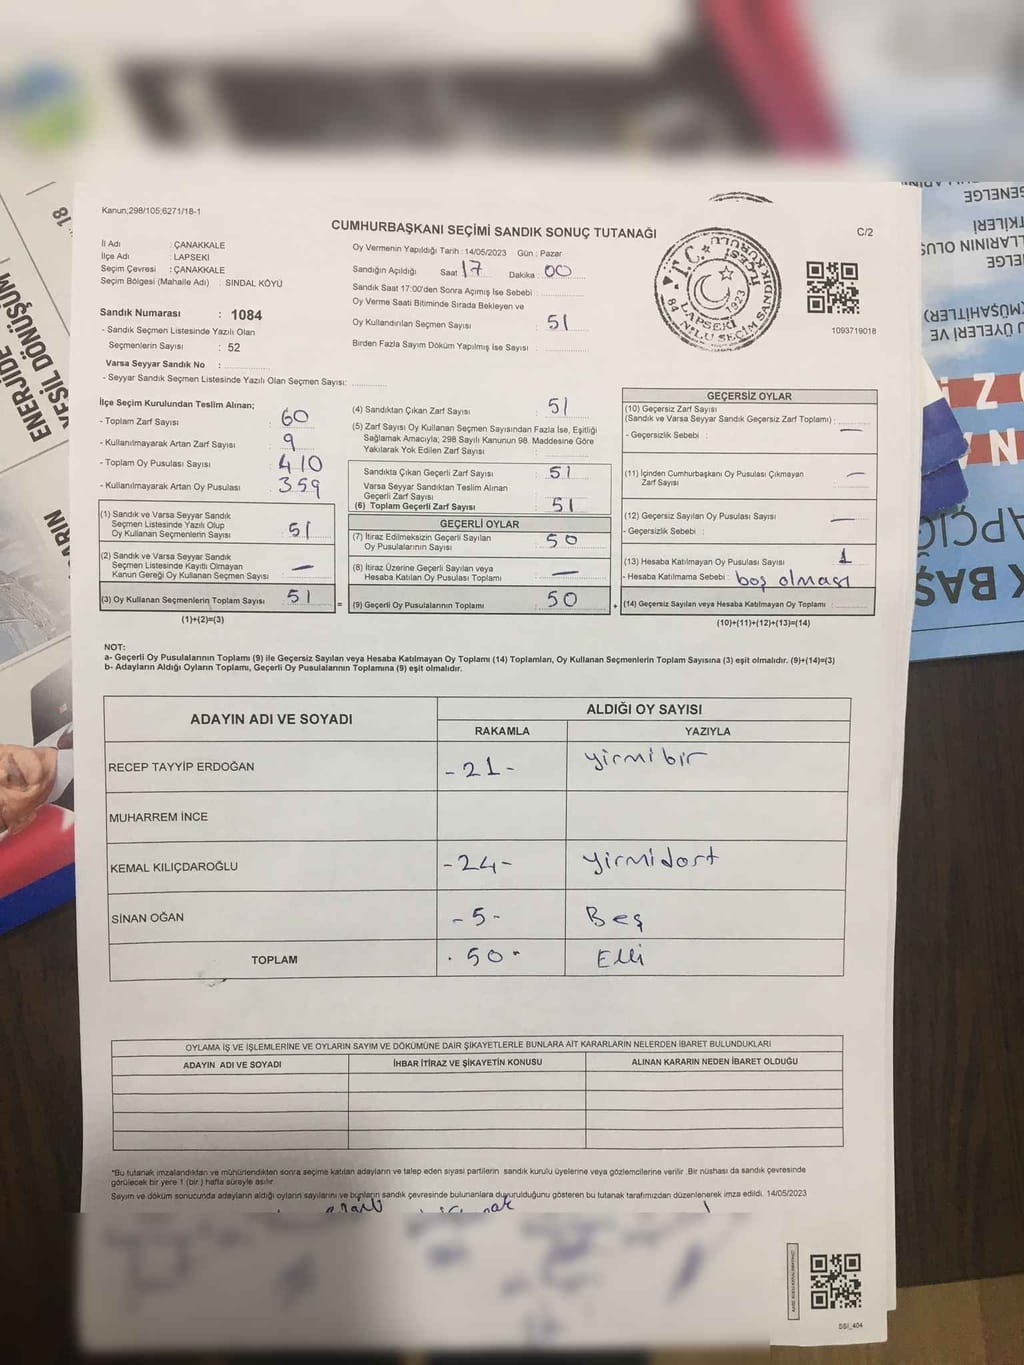 Kanun,298/105;6271/18-1
CUMHURBAŞKANI SEÇİMİ SANDIK SONUÇ TUTANAĞI
C/2
İl Adı : ÇANAKKALE
İlçe Adı : LAPSEKİ
Seçim Çevresi : ÇANAKKALE
Seçim Bölgesi (Mahalle Adı) : SINDAL KÖYÜ
Sandık Numarası : 1084
- Sandık Seçmen Listesinde Yazılı Olan
Seçmenlerin Sayısı : 52
Varsa Seyyar Sandık No :
- Seyyar Sandık Seçmen Listesinde Yazılı Olan Seçmen Sayısı:
Oy Vermenin Yapıldığı Tarih :14/05/2023 Gün : Pazar
Sandığın Açıldığı Saat 17 Dakika : 00
Sandık Saat 17:00'den Sonra Açımış İse Sebebi :
Oy Verme Saati Bitiminde Sırada Bekleyen ve
Oy Kullandırılan Seçmen Sayısı : 51
Birden Fazla Sayım Döküm Yapılmış İse Sayısı :
T.C.
LAPSEKİ
1923
1093719018
İlçe Seçim Kurulundan Teslim Alınan;
- Toplam Zarf Sayısı : 60
- Kullanılmayarak Artan Zarf Sayısı : 9
- Toplam Oy Pusulası Sayısı : 410
- Kullanılmayarak Artan Oy Pusulası : 359
(1) Sandık ve Varsa Seyyar Sandık
Seçmen Listesinde Yazılı Olup
Oy Kullanan Seçmenlerin Sayısı : 51
(2) Sandık ve Varsa Seyyar Sandık
Seçmen Listesinde Kayıtlı Olmayan
Kanun Gereği Oy Kullanan Seçmen Sayısı : —
(3) Oy Kullanan Seçmenlerin Toplam Sayısı : 51
(1)+(2)=(3)
(4) Sandıktan Çıkan Zarf Sayısı : 51
(5) Zarf Sayısı Oy Kullanan Seçmen Sayısından Fazla İse, Eşitliği
Sağlamak Amacıyla; 298 Sayılı Kanunun 98. Maddesine Göre
Yakılarak Yok Edilen Zarf Sayısı :
Sandıkta Çıkan Geçerli Zarf Sayısı : 51
Varsa Seyyar Sandıktan Teslim Alınan
Geçerli Zarf Sayısı :
(6) Toplam Geçerli Zarf Sayısı : 51
GEÇERLİ OYLAR
(7) İtiraz Edilmeksizin Geçerli Sayılan
Oy Pusulalarının Sayısı : 50
(8) İtiraz Üzerine Geçerli Sayılan veya
Hesaba Katılan Oy Pusulası Toplamı : —
= (9) Geçerli Oy Pusulalarının Toplamı : 50
GEÇERSİZ OYLAR
(10) Geçersiz Zarf Sayısı
(Sandık ve Varsa Seyyar Sandık Geçersiz Zarf Toplamı) : —
- Geçersizlik Sebebi :
(11) İçinden Cumhurbaşkanı Oy Pusulası Çıkmayan
Zarf Sayısı : —
(12) Geçersiz Sayılan Oy Pusulası Sayısı : —
- Geçersizlik Sebebi :
(13) Hesaba Katılmayan Oy Pusulası Sayısı : 1
- Hesaba Katılmama Sebebi : boş olması
+ (14) Geçersiz Sayılan veya Hesaba Katılmayan Oy Toplamı :
(10)+(11)+(12)+(13)=(14)
NOT:
a- Geçerli Oy Pusulalarının Toplamı (9) ile Geçersiz Sayılan veya Hesaba Katılmayan Oy Toplamı (14) Toplamları, Oy Kullanan Seçmenlerin Toplam Sayısına (3) eşit olmalıdır. (9)+(14)=(3)
b- Adayların Aldığı Oyların Toplamı, Geçerli Oy Pusulalarının Toplamına (9) eşit olmalıdır.
ADAYIN ADI VE SOYADI
ALDIĞI OY SAYISI
RAKAMLA YAZIYLA
RECEP TAYYİP ERDOĞAN -21- yirmibir
MUHARREM İNCE
KEMAL KILIÇDAROĞLU -24- yirmidört
SİNAN OĞAN -5- Beş
TOPLAM -50- Elli
OYLAMA İŞ VE İŞLEMLERİNE VE OYLARIN SAYIM VE DÖKÜMÜNE DAİR ŞİKAYETLERLE BUNLARA AİT KARARLARIN NELERDEN İBARET BULUNDUKLARI
ADAYIN ADI VE SOYADI İHBAR İTİRAZ VE ŞİKAYETİN KONUSU ALINAN KARARIN NEDEN İBARET OLDUĞU
*Bu tutanak imzalandıktan ve mühürlendikten sonra seçime katılan adayların ve talep eden siyasi partilerin sandık kurulu üyelerine veya gözlemcilerine verilir .Bir nüshası da sandık çevresinde
görülecek bir yere 1 (bir ) hafta süreyle asılır.
Sayım ve döküm sonucunda adayların aldığı oyların sayılarını ve bunların sandık çevresinde bulunanlara duyurulduğunu gösteren bu tutanak tarafımızdan düzenlenerek imza edildi. 14/05/2023
SSI_404
ENERJİDE
YEŞİL DÖNÜŞÜM
18
GENELGE